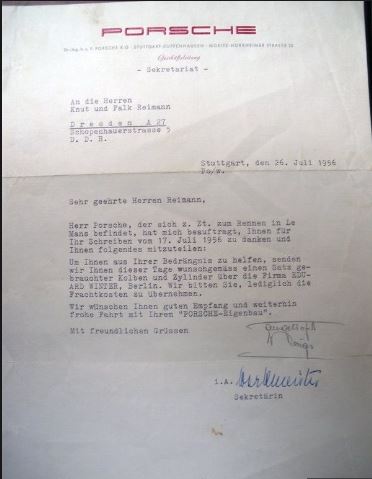 PORSCHE
Dr.-Ing. h.c. F. PORSCHE K.G · STUTTGART-ZUFFENHAUSEN
Geschäftsleitung
- Sekretariat -
An die Herren
Knut und Falk Reimann
Dresden A 27
Schopenhauerstrasse 5
D. D. R.
Stuttgart, den 26. Juli 1956
Sehr geehrte Herren Reimann,
Herr Porsche, der sich z. Zt. zum Rennen in Le
Mans befindet, hat mich beauftragt, Ihnen für
Ihr Schreiben vom 17. Juli 1956 zu danken und
Ihnen folgendes mitzuteilen:
Um Ihnen aus Ihrer Bedrängnis zu helfen, senden
wir Ihnen dieser Tage wunschgemäss einen Satz ge-
brauchter Kolben und Zylinder über die Firma EDU-
ARD WINTER, Berlin. Wir bitten Sie, lediglich die
Frachtkosten zu übernehmen.
Wir wünschen Ihnen guten Empfang und weiterhin
frohe Fahrt mit Ihrem "PORSCHE-Eigenbau".
Mit freundlichen Grüssen
i.A.
Sekretärin